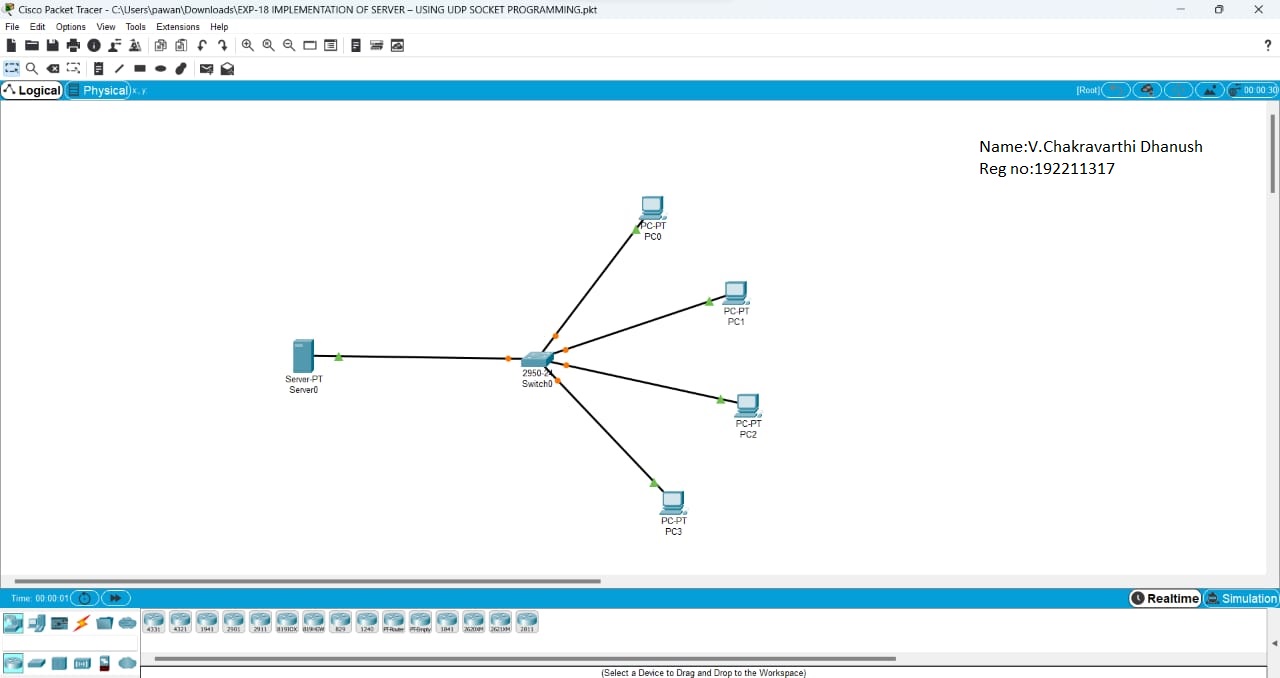 Cisco Packet Tracer - C:\Users\pawan\Downloads\EXP-18 IMPLEMENTATION OF SERVER – USING UDP SOCKET PROGRAMMING.pkt
File Edit Options View Tools Extensions Help
?
Logical Physical x, y [Root] 00:00:30
Name:V.Chakravarthi Dhanush
Reg no:192211317
PC-PT
PC0
PC-PT
PC1
Server-PT
Server0
2950-24
Switch0
PC-PT
PC2
PC-PT
PC3
Time: 00:00:01 Realtime Simulation
4331 4321 1941 2901 2911 819IOX 819HGW 829 1240 PT-Router PT-Empty 1841 2620XM 2621XM 2811
(Select a Device to Drag and Drop to the Workspace)